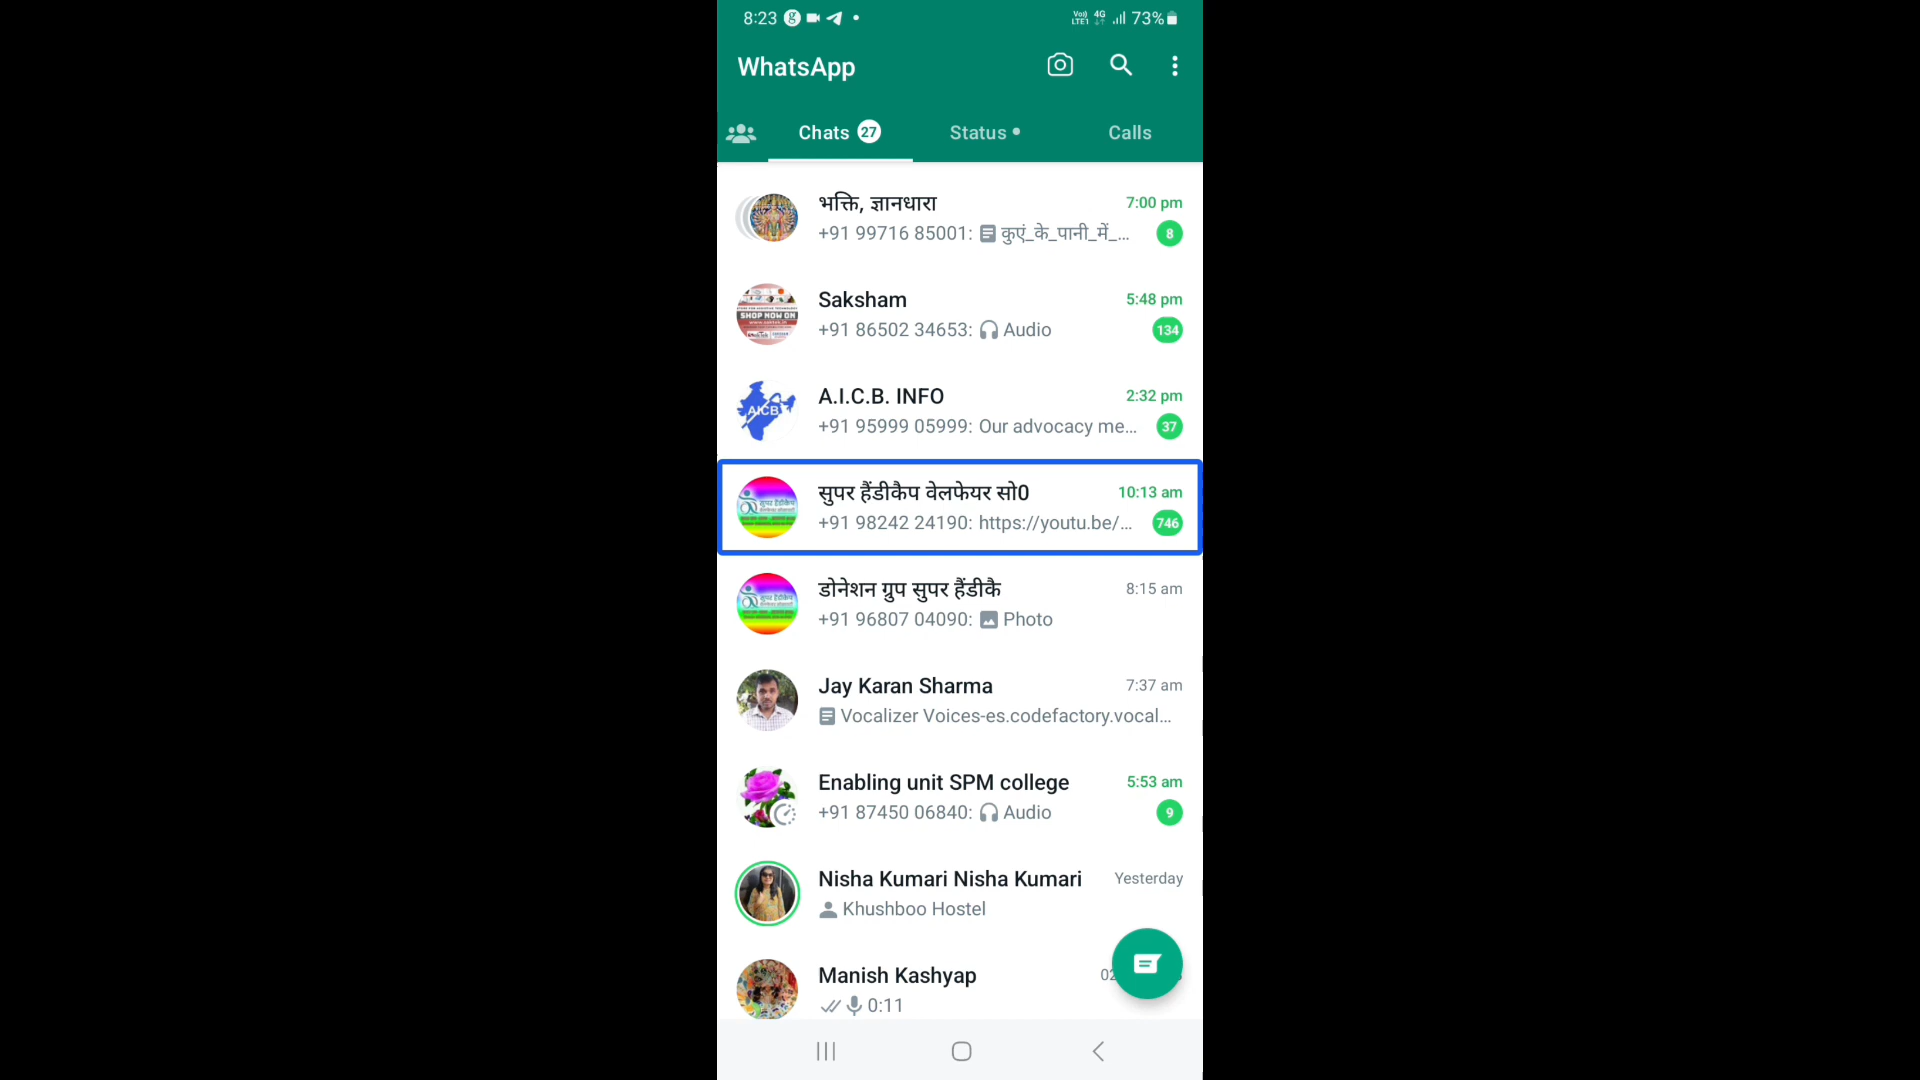 8:23 73%
WhatsApp
Chats 27 Status Calls
भक्ति, ज्ञानधारा 7:00 pm
+91 99716 85001: कुएं_के_पानी_में_... 8
Saksham 5:48 pm
SHOP NOW ON
+91 86502 34653: Audio 134
A.I.C.B. INFO 2:32 pm
AICB
+91 95999 05999: Our advocacy me... 37
सुपर हैंडीकैप वेलफेयर सो0 10:13 am
+91 98242 24190: https://youtu.be/... 746
डोनेशन ग्रुप सुपर हैंडीकै 8:15 am
+91 96807 04090: Photo
Jay Karan Sharma 7:37 am
Vocalizer Voices-es.codefactory.vocal...
Enabling unit SPM college 5:53 am
+91 87450 06840: Audio 9
Nisha Kumari Nisha Kumari Yesterday
Khushboo Hostel
Manish Kashyap
0:11